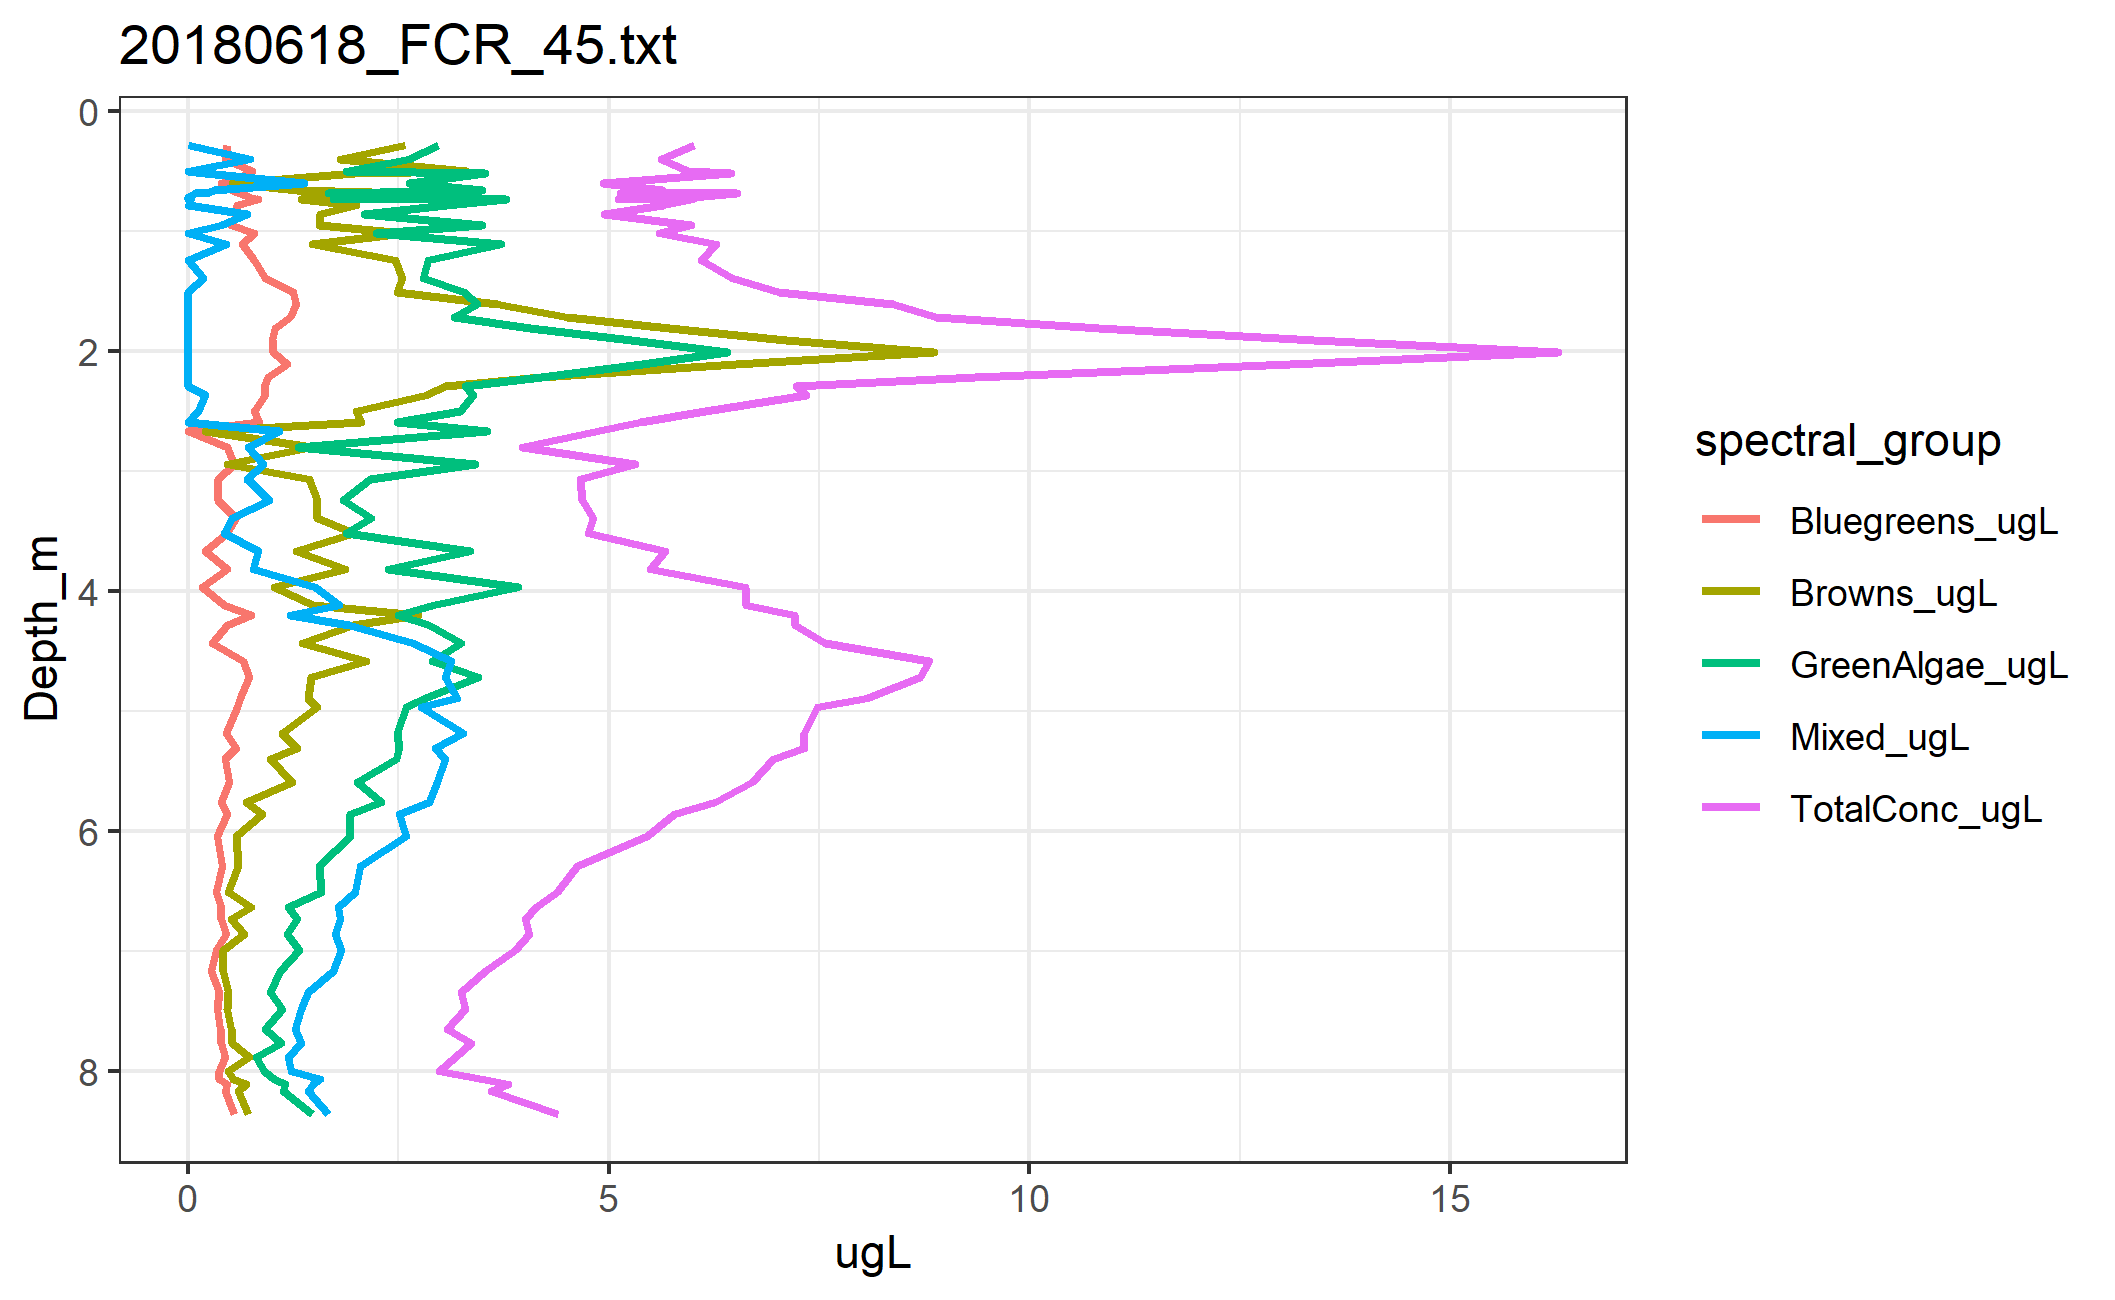 20180618_FCR_45.txt
0
2
4
6
8
Depth_m
0 5 10 15
ugL
spectral_group
Bluegreens_ugL
Browns_ugL
GreenAlgae_ugL
Mixed_ugL
TotalConc_ugL